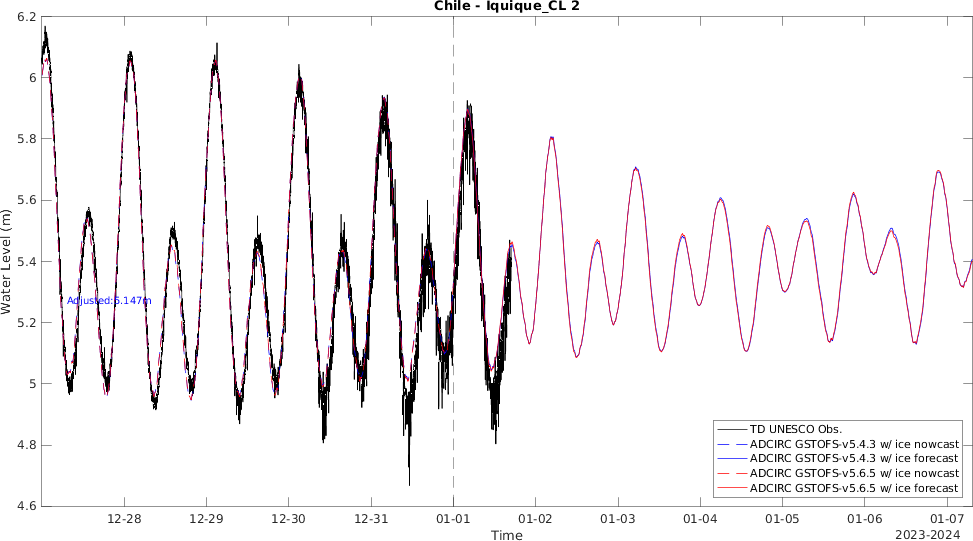 Chile - Iquique_CL 2
Water Level (m)
6.2
6
5.8
5.6
5.4
5.2
5
4.8
4.6
Adjusted:5.147m
TD UNESCO Obs.
ADCIRC GSTOFS-v5.4.3 w/ ice nowcast
ADCIRC GSTOFS-v5.4.3 w/ ice forecast
ADCIRC GSTOFS-v5.6.5 w/ ice nowcast
ADCIRC GSTOFS-v5.6.5 w/ ice forecast
12-28 12-29 12-30 12-31 01-01 01-02 01-03 01-04 01-05 01-06 01-07
Time
2023-2024